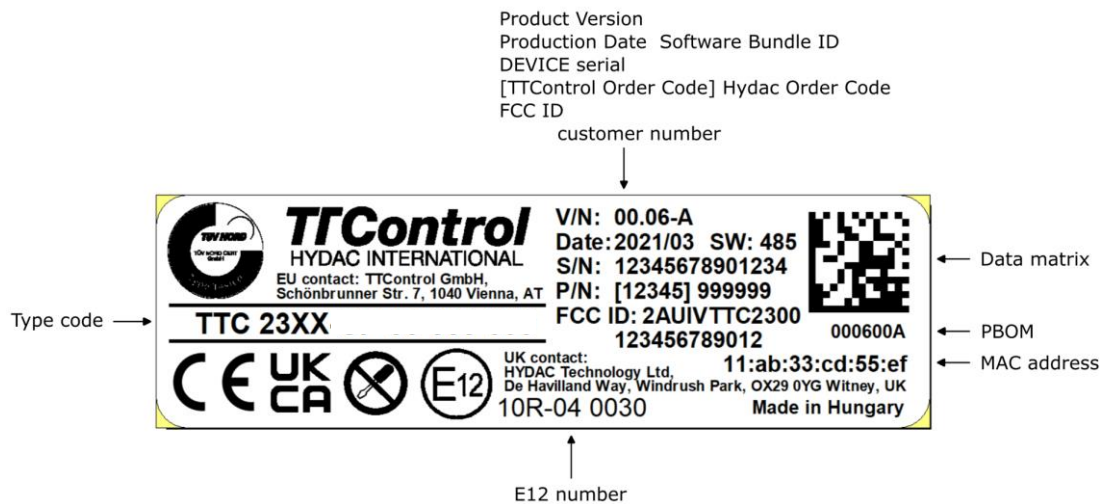 Product Version
Production Date Software Bundle ID
DEVICE serial
[TTControl Order Code] Hydac Order Code
FCC ID
customer number
TÜV NORD
TÜV NORD CERT
GmbH
TTControl
HYDAC INTERNATIONAL
EU contact: TTControl GmbH,
Schönbrunner Str. 7, 1040 Vienna, AT
V/N: 00.06-A
Date: 2021/03 SW: 485
S/N: 12345678901234
P/N: [12345] 999999
FCC ID: 2AUIVTTC2300
123456789012
Data matrix
Type code
TTC 23XX
000600A
PBOM
11:ab:33:cd:55:ef
MAC address
CE
UK
CA
E12
UK contact:
HYDAC Technology Ltd,
De Havilland Way, Windrush Park, OX29 0YG Witney, UK
10R-04 0030
Made in Hungary
E12 number